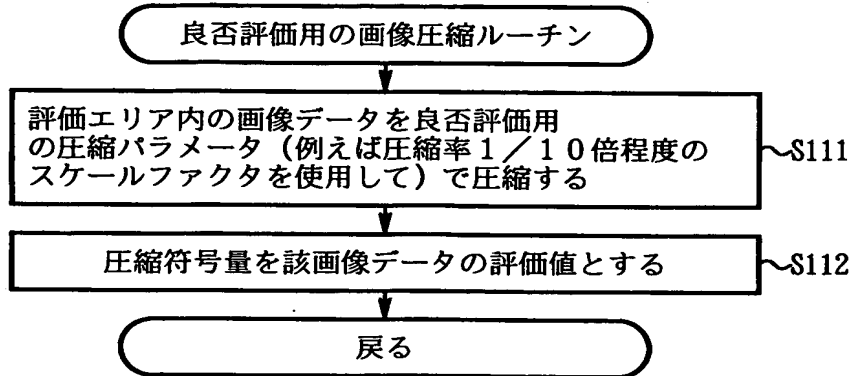 良否評価用の画像圧縮ルーチン
評価エリア内の画像データを良否評価用
の圧縮パラメータ(例えば圧縮率1/10倍程度の
スケールファクタを使用して)で圧縮する
~S111
圧縮符号量を該画像データの評価値とする
~S112
戻る